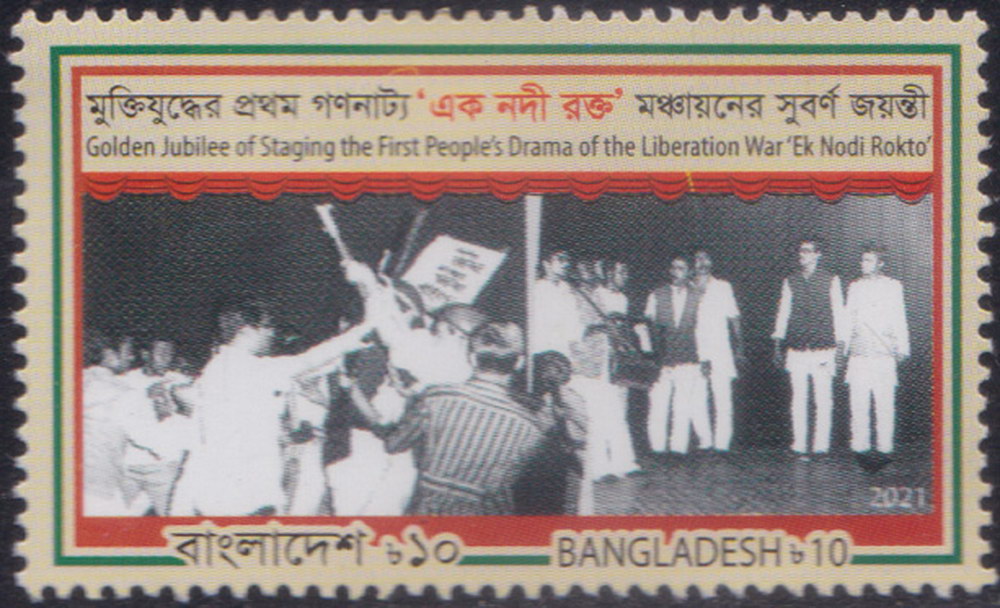 মুক্তিযুদ্ধের প্রথম গণনাট্য ‘এক নদী রক্ত’ মঞ্চায়নের সুবর্ণ জয়ন্তী
Golden Jubilee of Staging the First People's Drama of the Liberation War ‘Ek Nodi Rokto’
2021
বাংলাদেশ ৳১০ BANGLADESH ৳10